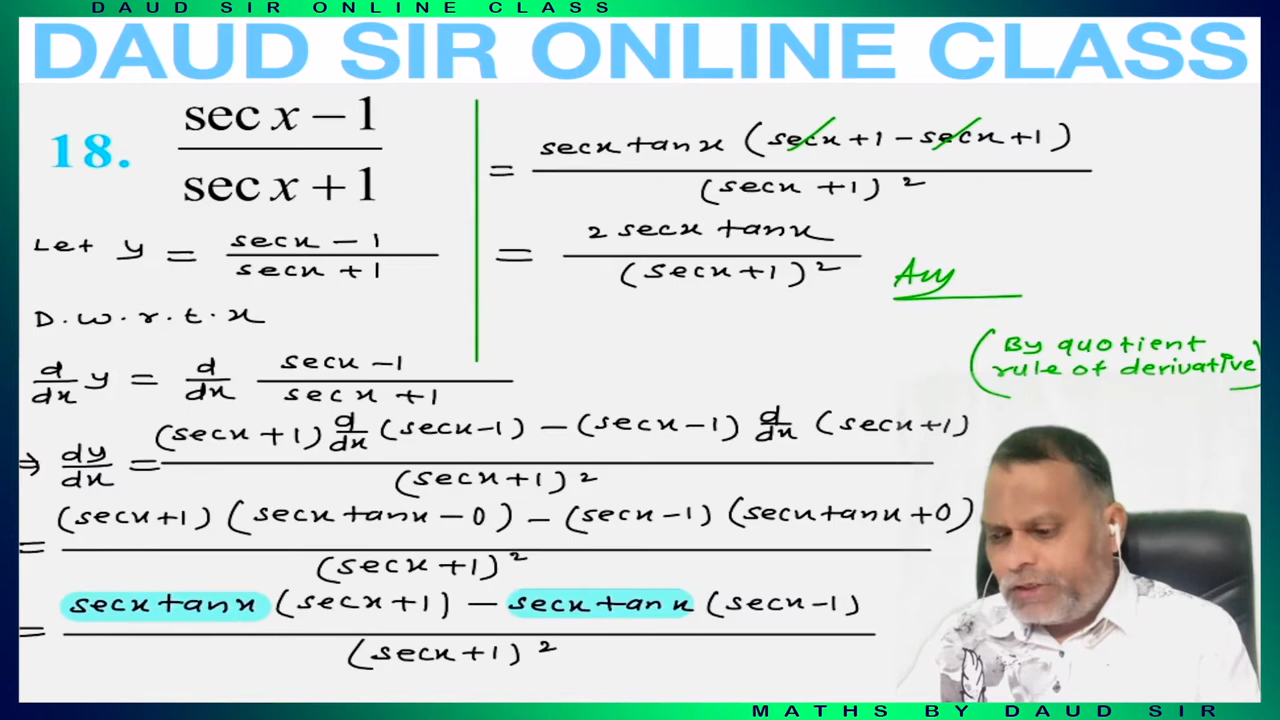 DAUD SIR ONLINE CLASS
DAUD SIR ONLINE CLASS
18. (sec x − 1)/(sec x + 1)
Let y = (secx − 1)/(secx + 1)
D.w.r.t.x
d/dx y = d/dx (secx − 1)/(secx + 1)
⇒ dy/dx = ((secx + 1) d/dx (secx − 1) − (secx − 1) d/dx (secx + 1))/(secx + 1)²
= ((secx + 1)(secx tanx − 0) − (secx − 1)(secx tanx + 0))/(secx + 1)²
= (secx tanx (secx + 1) − secx tanx (secx − 1))/(secx + 1)²
= secx tanx (secx + 1 − secx + 1)/(secx + 1)²
= 2 secx tanx/(secx + 1)²
Ans
(By quotient
rule of derivative)
MATHS BY DAUD SIR